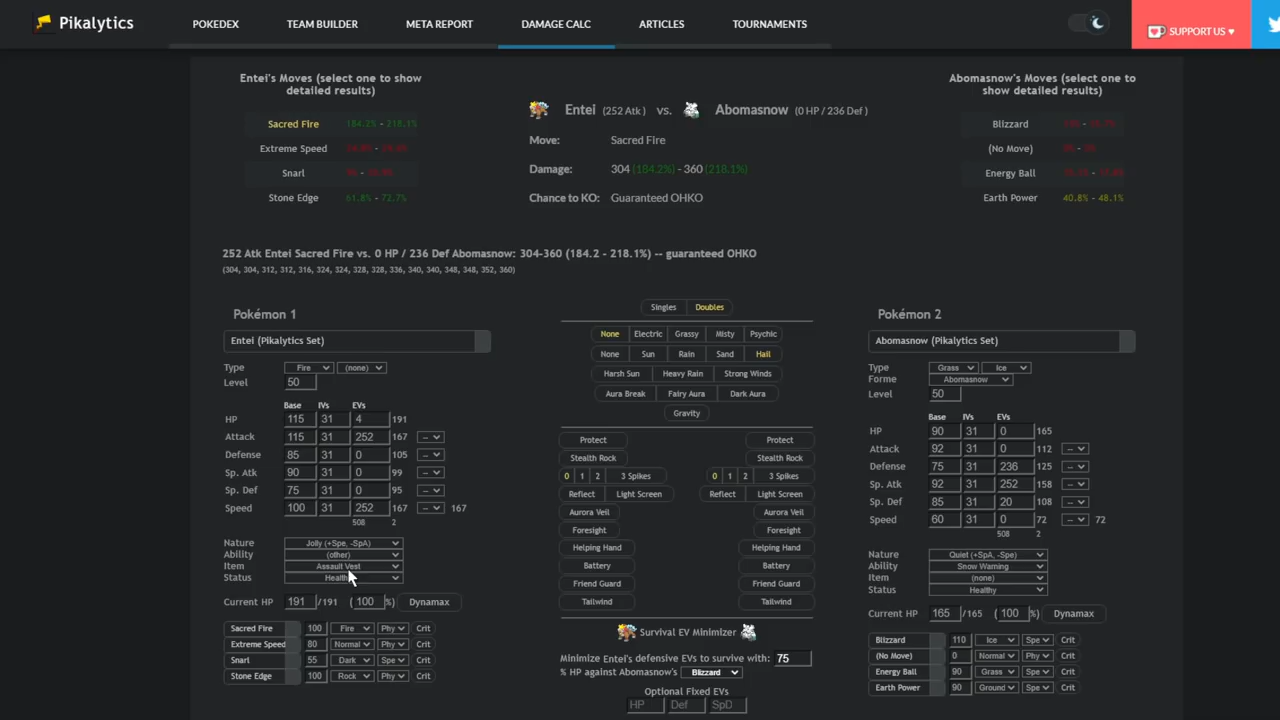 Pikalytics POKEDEX TEAM BUILDER META REPORT DAMAGE CALC ARTICLES TOURNAMENTS SUPPORT US ♥
Entei's Moves (select one to show detailed results)
Sacred Fire 184.2% - 218.1%
Extreme Speed
Snarl
Stone Edge 61.8% - 72.7%
Entei (252 Atk ) VS. Abomasnow (0 HP / 236 Def )
Move: Sacred Fire
Damage: 304 (184.2%) - 360 (218.1%)
Chance to KO: Guaranteed OHKO
Abomasnow's Moves (select one to show detailed results)
Blizzard
(No Move)
Energy Ball
Earth Power 40.8% - 48.1%
252 Atk Entei Sacred Fire vs. 0 HP / 236 Def Abomasnow: 304-360 (184.2 - 218.1%) -- guaranteed OHKO
(304, 304, 312, 312, 316, 324, 324, 328, 328, 336, 340, 340, 348, 348, 352, 360)
Pokémon 1
Entei (Pikalytics Set)
Type Fire (none)
Level 50
Base IVs EVs
HP 115 31 4 191
Attack 115 31 252 167 --
Defense 85 31 0 105 --
Sp. Atk 90 31 0 99 --
Sp. Def 75 31 0 95 --
Speed 100 31 252 167 -- 167
508 2
Nature Jolly (+Spe, -SpA)
Ability (other)
Item Assault Vest
Status Health
Current HP 191 /191 ( 100 %) Dynamax
Sacred Fire 100 Fire Phy Crit
Extreme Speed 80 Normal Phy Crit
Snarl 55 Dark Spe Crit
Stone Edge 100 Rock Phy Crit
Singles Doubles
None Electric Grassy Misty Psychic
None Sun Rain Sand Hail
Harsh Sun Heavy Rain Strong Winds
Aura Break Fairy Aura Dark Aura
Gravity
Protect Protect
Stealth Rock Stealth Rock
0 1 2 3 Spikes 0 1 2 3 Spikes
Reflect Light Screen Reflect Light Screen
Aurora Veil Aurora Veil
Foresight Foresight
Helping Hand Helping Hand
Battery Battery
Friend Guard Friend Guard
Tailwind Tailwind
Survival EV Minimizer
Minimize Entei's defensive EVs to survive with: 75
% HP against Abomasnow's Blizzard
Optional Fixed EVs
HP Def SpD
Pokémon 2
Abomasnow (Pikalytics Set)
Type Grass Ice
Forme Abomasnow
Level 50
Base IVs EVs
HP 90 31 0 165
Attack 92 31 0 112 --
Defense 75 31 236 125 --
Sp. Atk 92 31 252 158 --
Sp. Def 85 31 20 108 --
Speed 60 31 0 72 -- 72
508 2
Nature Quiet (+SpA, -Spe)
Ability Snow Warning
Item (none)
Status Healthy
Current HP 165 /165 ( 100 %) Dynamax
Blizzard 110 Ice Spe Crit
(No Move) 0 Normal Phy Crit
Energy Ball 90 Grass Spe Crit
Earth Power 90 Ground Spe Crit